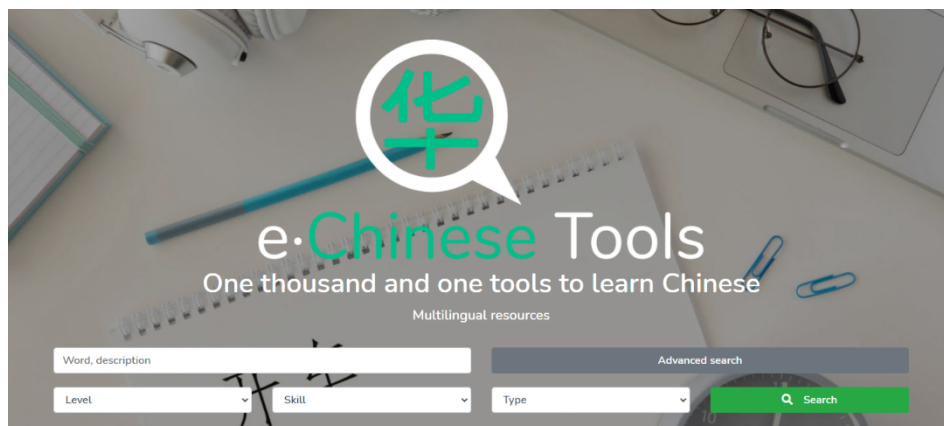 华
e·Chinese Tools
One thousand and one tools to learn Chinese
Multilingual resources
Word, description
Advanced search
Level
Skill
Type
Search
10